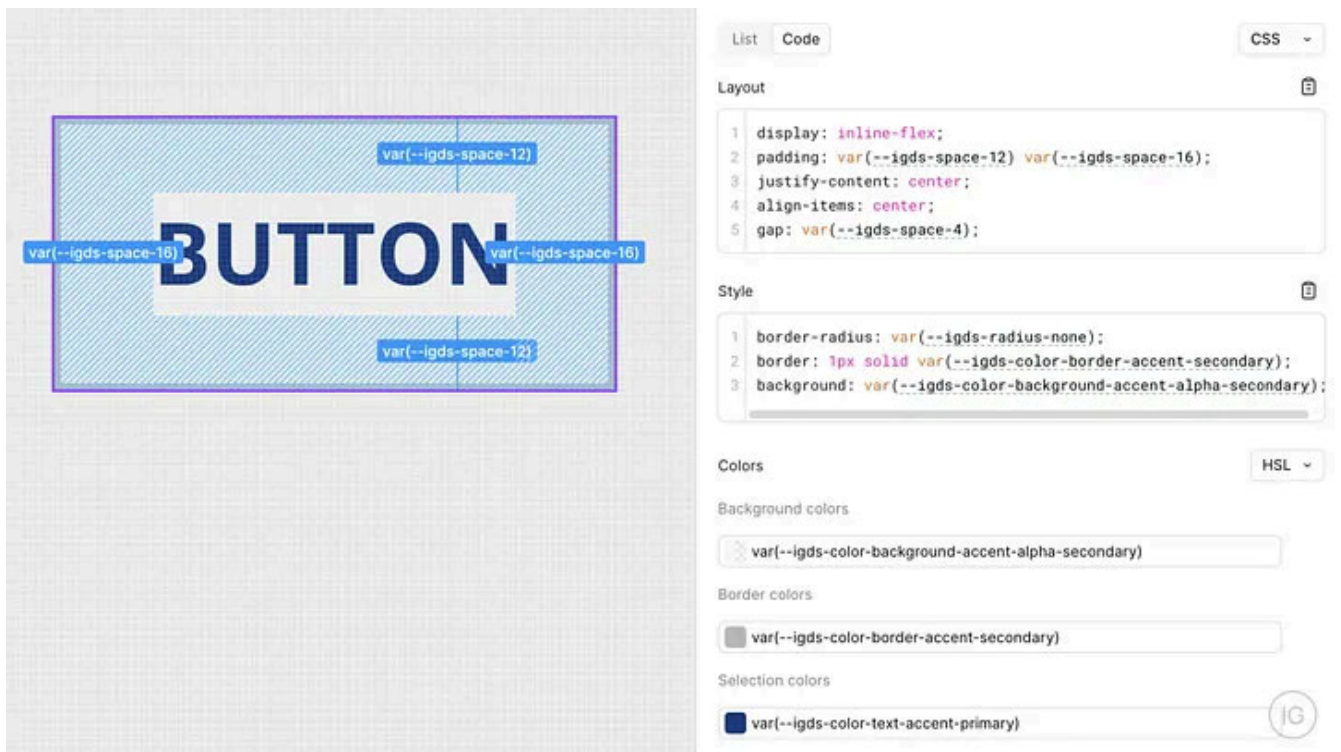 var(--igds-space-12)
BUTTON
var(--igds-space-16)
var(--igds-space-16)
var(--igds-space-12)
List Code CSS
Layout
1 display: inline-flex;
2 padding: var(--igds-space-12) var(--igds-space-16);
3 justify-content: center;
4 align-items: center;
5 gap: var(--igds-space-4);
Style
1 border-radius: var(--igds-radius-none);
2 border: 1px solid var(--igds-color-border-accent-secondary);
3 background: var(--igds-color-background-accent-alpha-secondary);
Colors HSL
Background colors
var(--igds-color-background-accent-alpha-secondary)
Border colors
var(--igds-color-border-accent-secondary)
Selection colors
var(--igds-color-text-accent-primary)
IG